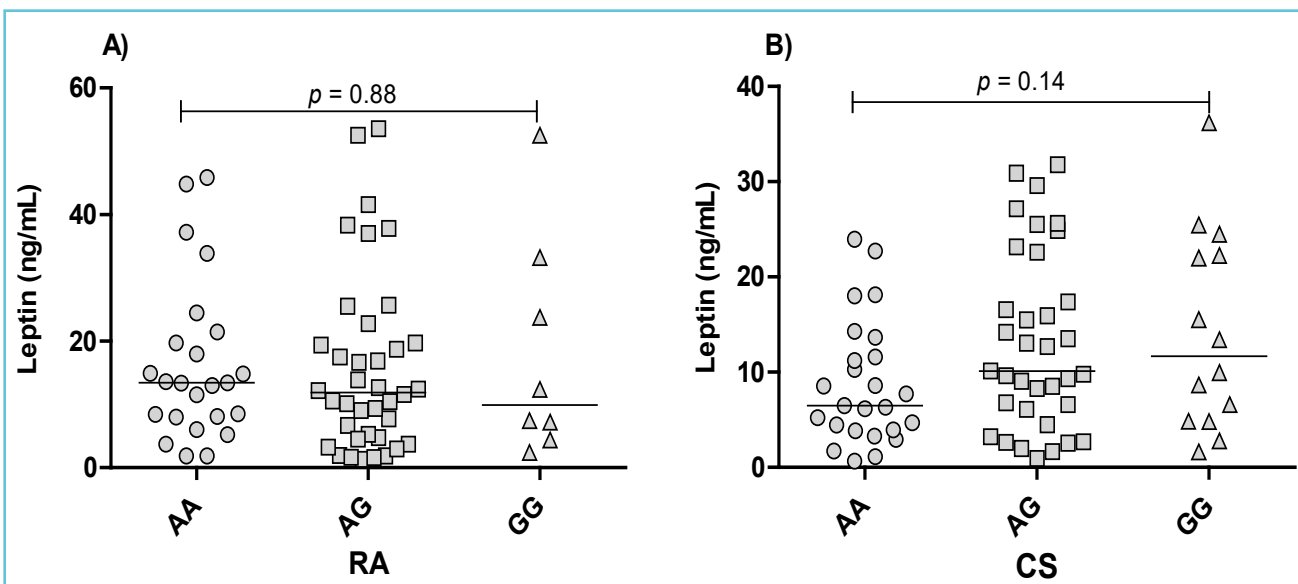 A)
60
40
20
0
Leptin (ng/mL)
p = 0.88
AA
AG
GG
RA
B)
40
30
20
10
0
Leptin (ng/mL)
p = 0.14
AA
AG
GG
CS